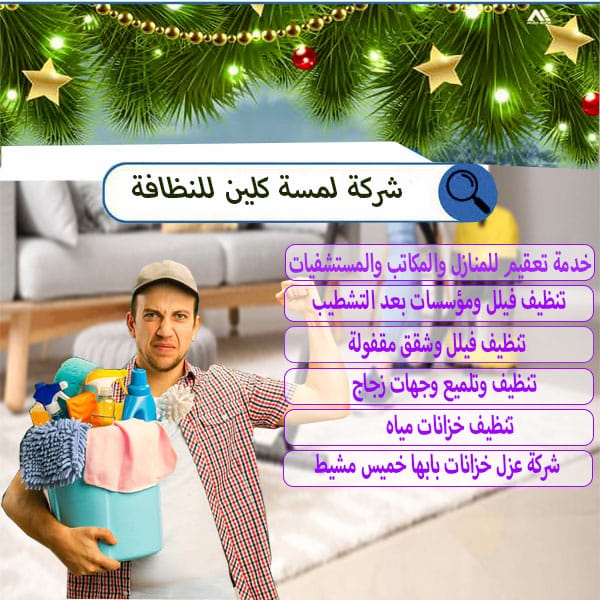 شركة لمسة كلين للنظافة
خدمة تعقيم للمنازل والمكاتب والمستشفيات
تنظيف فيلل ومؤسسات بعد التشطيب
تنظيف فيلل وشقق مقفولة
تنظيف وتلميع وجهات زجاج
تنظيف خزانات مياه
شركة عزل خزانات بابها خميس مشيط